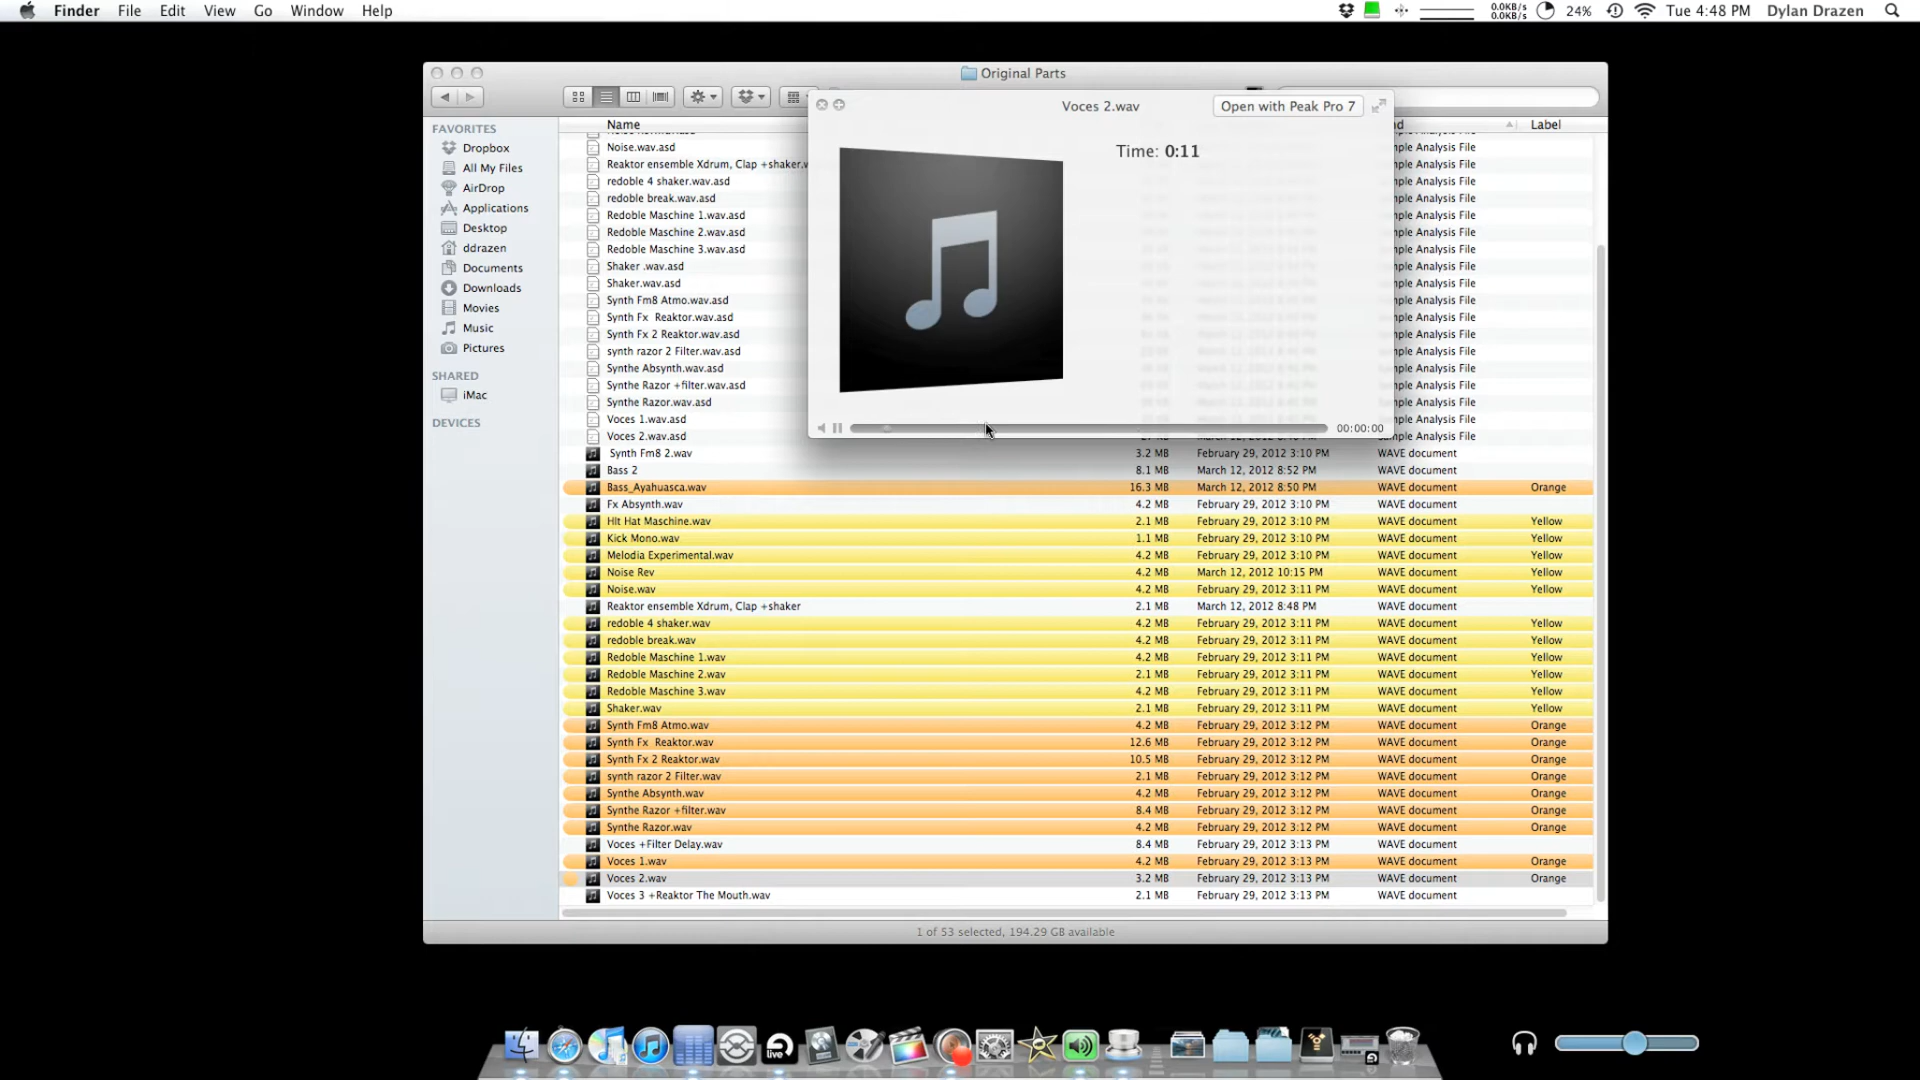 Finder File Edit View Go Window Help 0.0KB/s 0.0KB/s 24% Tue 4:48 PM Dylan Drazen
Original Parts
Voces 2.wav Open with Peak Pro 7
Time: 0:11
00:00:00
FAVORITES
Dropbox
All My Files
AirDrop
Applications
Desktop
ddrazen
Documents
Downloads
Movies
Music
Pictures
SHARED
iMac
DEVICES
Name Label
Noise.wav.asd
Reaktor ensemble Xdrum, Clap +shaker.w
redoble 4 shaker.wav.asd
redoble break.wav.asd
Redoble Maschine 1.wav.asd
Redoble Maschine 2.wav.asd
Redoble Maschine 3.wav.asd
Shaker .wav.asd
Shaker.wav.asd
Synth Fm8 Atmo.wav.asd
Synth Fx  Reaktor.wav.asd
Synth Fx 2 Reaktor.wav.asd
synth razor 2 Filter.wav.asd
Synthe Absynth.wav.asd
Synthe Razor +filter.wav.asd
Synthe Razor.wav.asd
Voces 1.wav.asd
Voces 2.wav.asd
Synth Fm8 2.wav 3.2 MB February 29, 2012 3:10 PM WAVE document
Bass 2 8.1 MB March 12, 2012 8:52 PM WAVE document
Bass_Ayahuasca.wav 16.3 MB March 12, 2012 8:50 PM WAVE document Orange
Fx Absynth.wav 4.2 MB February 29, 2012 3:10 PM WAVE document
HIt Hat Maschine.wav 2.1 MB February 29, 2012 3:10 PM WAVE document Yellow
Kick Mono.wav 1.1 MB February 29, 2012 3:10 PM WAVE document Yellow
Melodia Experimental.wav 4.2 MB February 29, 2012 3:10 PM WAVE document Yellow
Noise Rev 4.2 MB March 12, 2012 10:15 PM WAVE document Yellow
Noise.wav 4.2 MB February 29, 2012 3:11 PM WAVE document Yellow
Reaktor ensemble Xdrum, Clap +shaker 2.1 MB March 12, 2012 8:48 PM WAVE document
redoble 4 shaker.wav 4.2 MB February 29, 2012 3:11 PM WAVE document Yellow
redoble break.wav 4.2 MB February 29, 2012 3:11 PM WAVE document Yellow
Redoble Maschine 1.wav 4.2 MB February 29, 2012 3:11 PM WAVE document Yellow
Redoble Maschine 2.wav 2.1 MB February 29, 2012 3:11 PM WAVE document Yellow
Redoble Maschine 3.wav 4.2 MB February 29, 2012 3:11 PM WAVE document Yellow
Shaker.wav 2.1 MB February 29, 2012 3:11 PM WAVE document Yellow
Synth Fm8 Atmo.wav 4.2 MB February 29, 2012 3:12 PM WAVE document Orange
Synth Fx  Reaktor.wav 12.6 MB February 29, 2012 3:12 PM WAVE document Orange
Synth Fx 2 Reaktor.wav 10.5 MB February 29, 2012 3:12 PM WAVE document Orange
synth razor 2 Filter.wav 2.1 MB February 29, 2012 3:12 PM WAVE document Orange
Synthe Absynth.wav 4.2 MB February 29, 2012 3:12 PM WAVE document Orange
Synthe Razor +filter.wav 8.4 MB February 29, 2012 3:12 PM WAVE document Orange
Synthe Razor.wav 4.2 MB February 29, 2012 3:12 PM WAVE document Orange
Voces +Filter Delay.wav 8.4 MB February 29, 2012 3:13 PM WAVE document
Voces 1.wav 4.2 MB February 29, 2012 3:13 PM WAVE document Orange
Voces 2.wav 3.2 MB February 29, 2012 3:13 PM WAVE document Orange
Voces 3 +Reaktor The Mouth.wav 2.1 MB February 29, 2012 3:13 PM WAVE document
1 of 53 selected, 194.29 GB available
live